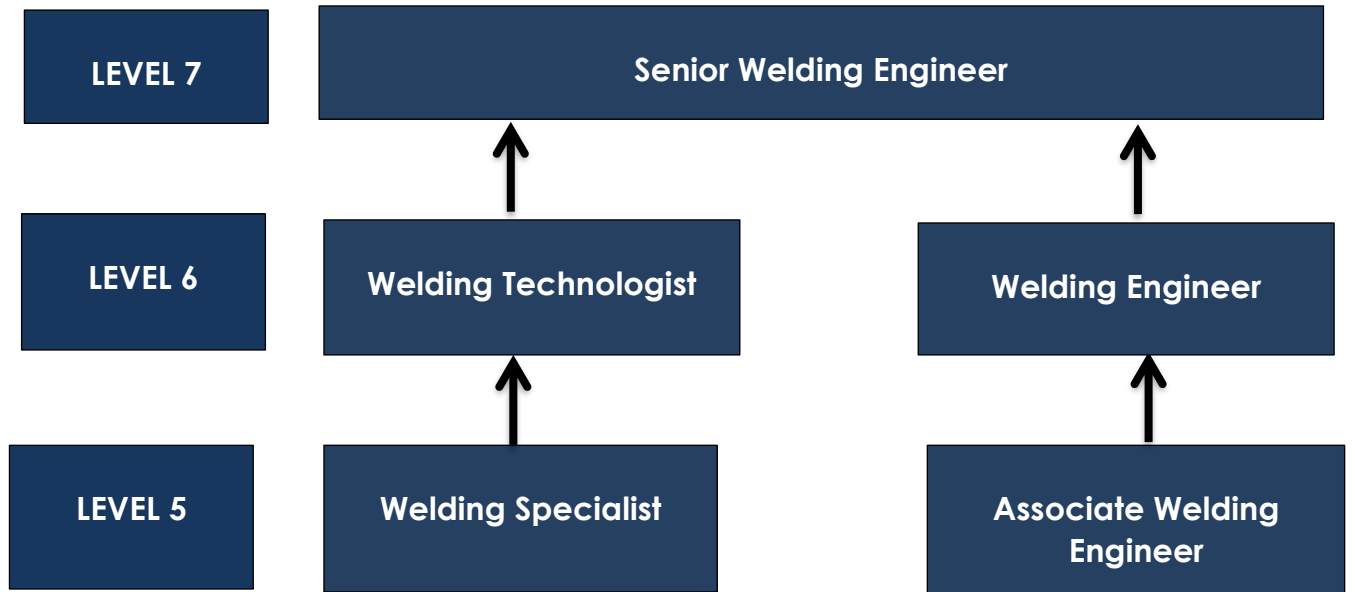 LEVEL 7
Senior Welding Engineer
LEVEL 6
Welding Technologist
Welding Engineer
LEVEL 5
Welding Specialist
Associate Welding
Engineer